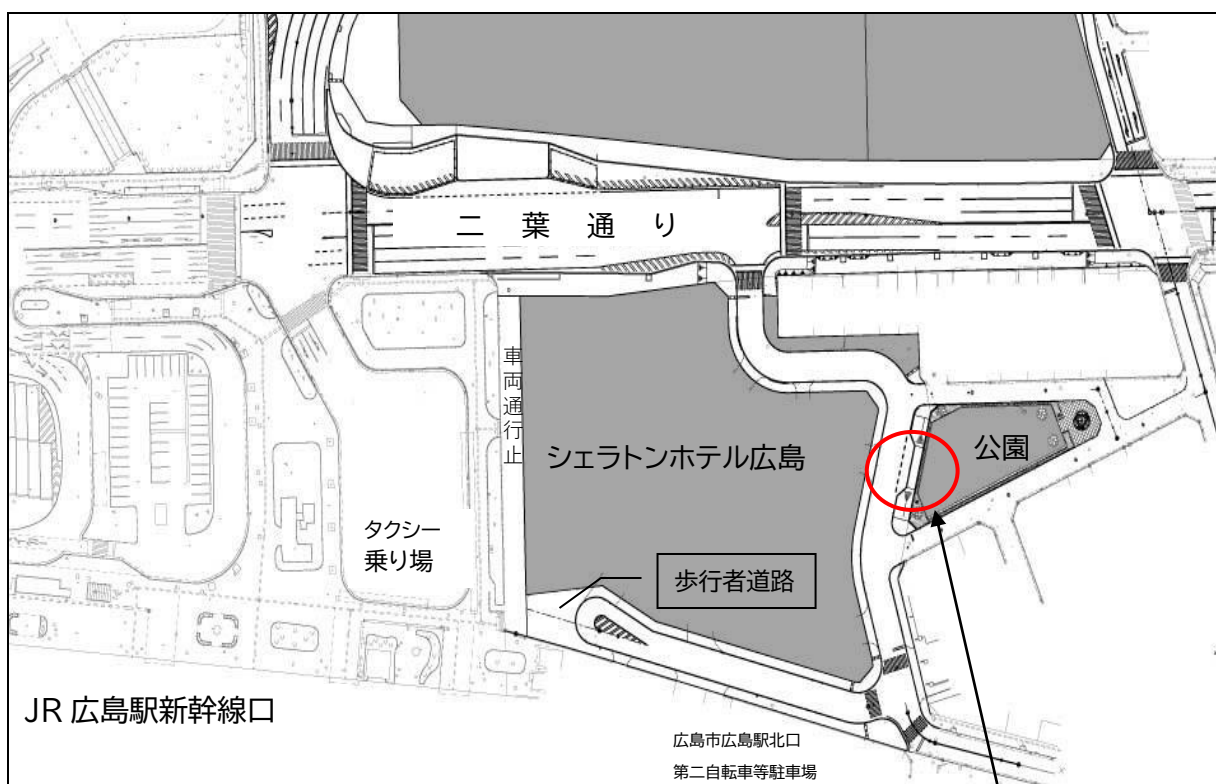 二葉通り
車両通行止
シェラトンホテル広島
公園
タクシー
乗り場
歩行者道路
JR 広島駅新幹線口
広島市広島駅北口
第二自転車等駐車場